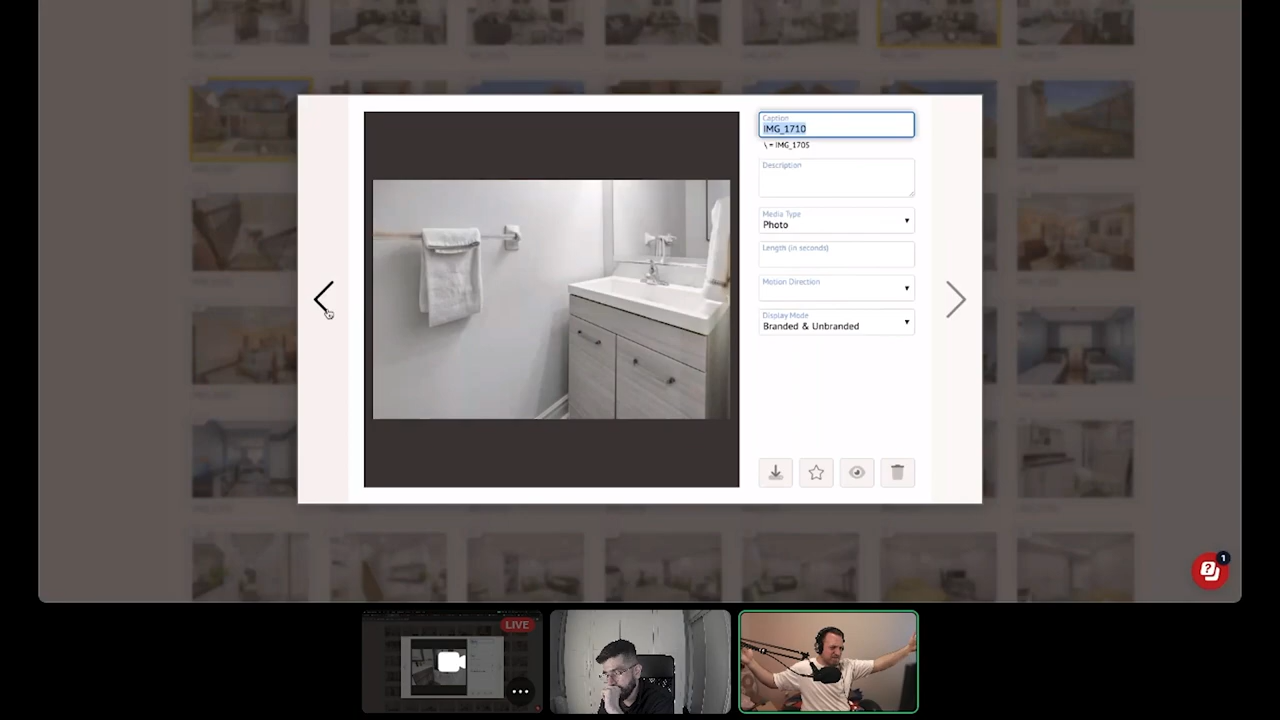 Caption
IMG_1710
\ = IMG_1705
Description
Media Type
Photo
Length (in seconds)
Motion Direction
Display Mode
Branded & Unbranded
1
LIVE